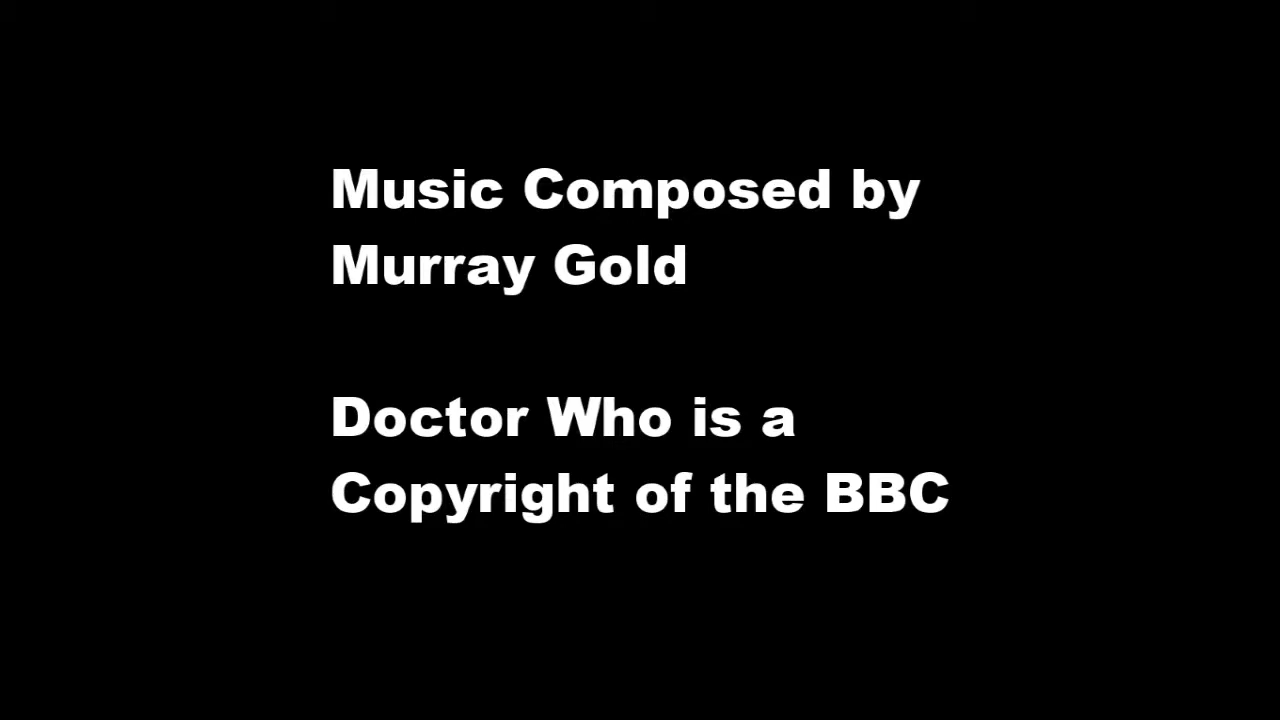 Music Composed by
Murray Gold
Doctor Who is a
Copyright of the BBC